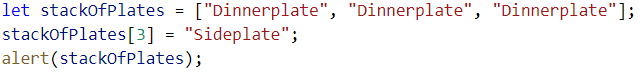 let stackOfPlates = ["Dinnerplate", "Dinnerplate", "Dinnerplate"];
stackOfPlates[3] = "Sideplate";
alert(stackOfPlates);